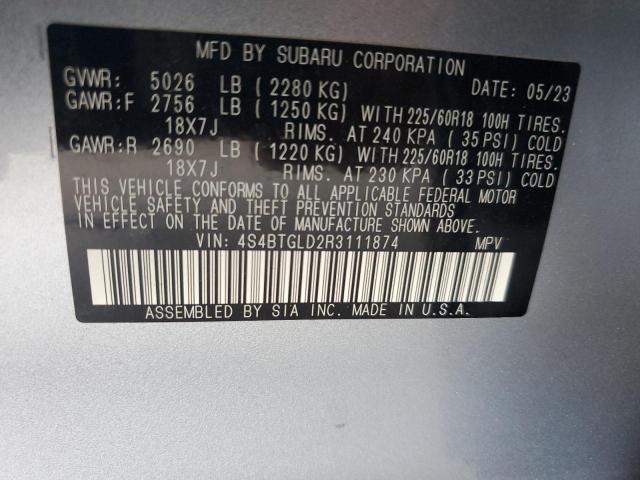 MFD BY SUBARU CORPORATION
GVWR: 5026 LB ( 2280 KG) DATE: 05/23
GAWR:F 2756 LB ( 1250 KG) WITH 225/60R18 100H TIRES.
18X7J RIMS. AT 240 KPA ( 35 PSI) COLD
GAWR:R 2690 LB ( 1220 KG) WITH 225/60R18 100H TIRES.
18X7J RIMS. AT 230 KPA ( 33 PSI) COLD
THIS VEHICLE CONFORMS TO ALL APPLICABLE FEDERAL MOTOR
VEHICLE SAFETY AND THEFT PREVENTION STANDARDS
IN EFFECT ON THE DATE OF MANUFACTURE SHOWN ABOVE.
VIN: 4S4BTGLD2R3111874 MPV
ASSEMBLED BY SIA INC. MADE IN U.S.A.